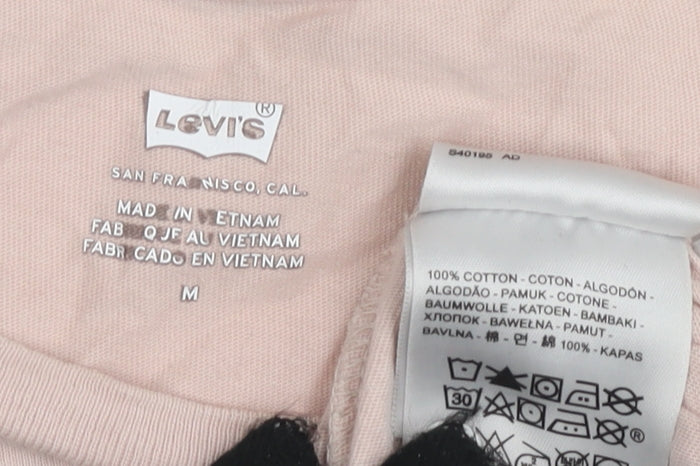 Levi's®
SAN FRANCISCO, CAL.
MADE IN VIETNAM
FABRIQUE AU VIETNAM
FABRICADO EN VIETNAM
M
540195 AD
100% COTTON - COTON - ALGODÓN -
ALGODÃO - PAMUK - COTONE -
BAUMWOLLE - KATOEN - BAMBAKI -
ХЛОПОК - BAWEŁNA - PAMUT -
BAVLNA - 棉 - 면 - 綿 100% - KAPAS
30